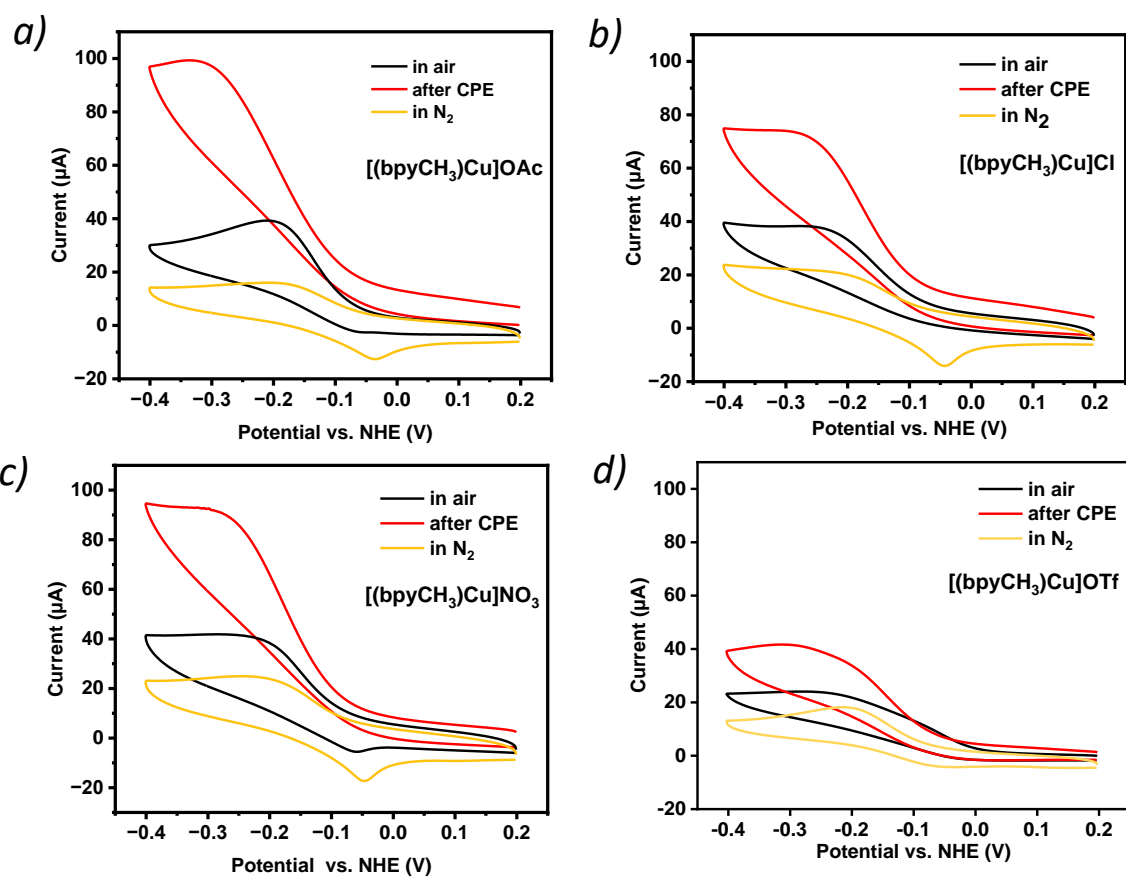 a)
100
80
60
40
20
0
−20
Current (µA)
in air
after CPE
in N₂
[(bpyCH₃)Cu]OAc
−0.4 −0.3 −0.2 −0.1 0.0 0.1 0.2
Potential vs. NHE (V)
b)
100
80
60
40
20
0
−20
Current (µA)
in air
after CPE
in N2
[(bpyCH₃)Cu]Cl
−0.4 −0.3 −0.2 −0.1 0.0 0.1 0.2
Potential vs. NHE (V)
c)
100
80
60
40
20
0
−20
Current (µA)
in air
after CPE
in N₂
[(bpyCH₃)Cu]NO₃
−0.4 −0.3 −0.2 −0.1 0.0 0.1 0.2
Potential vs. NHE (V)
d)
100
80
60
40
20
0
-20
Current (µA)
in air
after CPE
in N₂
[(bpyCH₃)Cu]OTf
-0.4 -0.3 -0.2 -0.1 0.0 0.1 0.2
Potential vs. NHE (V)